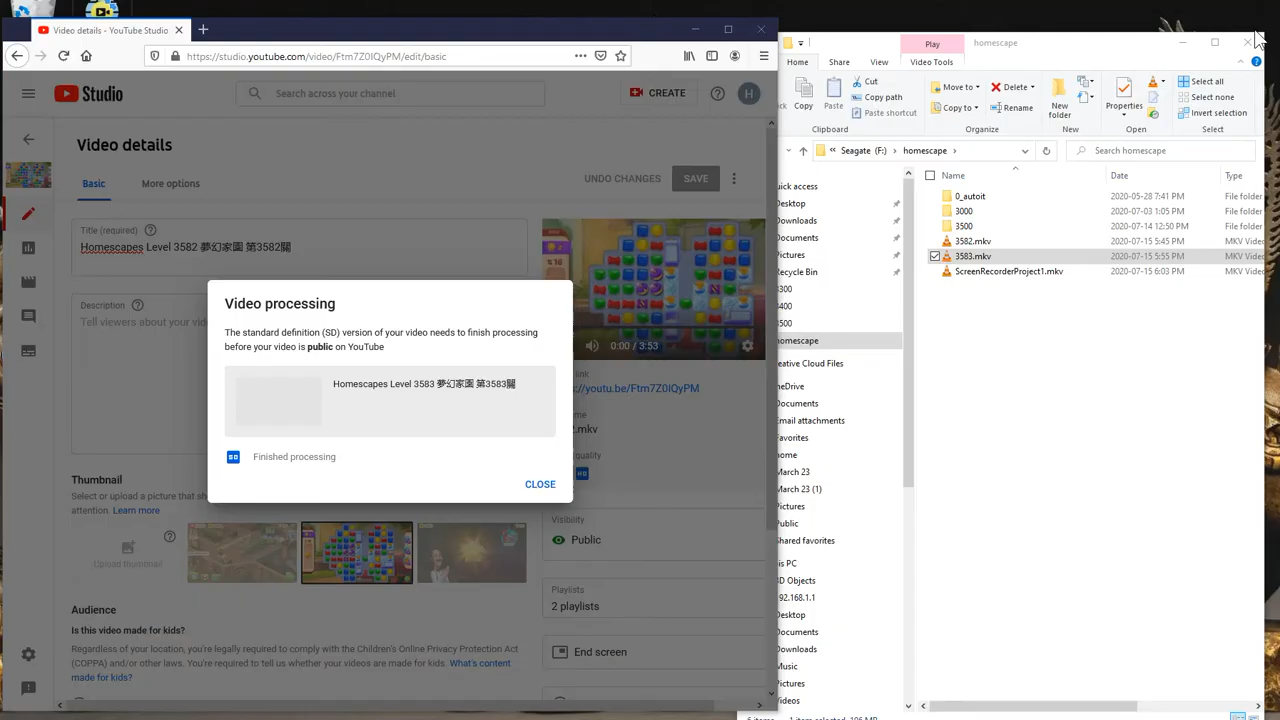 Video details - YouTube Studio
https://studio.youtube.com/video/Ftm7Z0IQyPM/edit/basic
Studio
Search across your channel
CREATE
H
Video details
Basic
More options
UNDO CHANGES
SAVE
Title (required)
Homescapes Level 3582 夢幻家園 第3582關
Description
Tell viewers about your vid
0:00 / 3:53
link
s://youtu.be/Ftm7Z0IQyPM
2.mkv
quality
HD
Video processing
The standard definition (SD) version of your video needs to finish processing
before your video is public on YouTube
Homescapes Level 3583 夢幻家園 第3583關
SD
Finished processing
CLOSE
Thumbnail
Select or upload a picture that sh
attention. Learn more
Upload thumbnail
Visibility
Public
Playlists
2 playlists
End screen
Audience
Is this video made for kids?
Regardless of your location, you're legally required to comply with the Children's Online Privacy Protection Act
(COPPA) and/or other laws. You're required to tell us whether your videos are made for kids. What's content
made for kids?
Play
homescape
Home
Share
View
Video Tools
Copy
Paste
Cut
Copy path
Paste shortcut
Clipboard
Move to
Copy to
Delete
Rename
Organize
New
folder
New
Properties
Open
Select all
Select none
Invert selection
Select
Seagate (F:)
homescape
Search homescape
Name
Date
Type
0_autoit
2020-05-28 7:41 PM
File folder
3000
2020-07-03 1:05 PM
File folder
3500
2020-07-14 12:50 PM
File folder
3582.mkv
2020-07-15 5:45 PM
MKV Video
3583.mkv
2020-07-15 5:55 PM
MKV Video
ScreenRecorderProject1.mkv
2020-07-15 6:03 PM
MKV Video
uick access
Desktop
Downloads
Documents
Pictures
Recycle Bin
3300
3400
3500
homescape
reative Cloud Files
neDrive
Documents
Email attachments
Favorites
home
March 23
March 23 (1)
Pictures
Public
Shared favorites
is PC
3D Objects
192.168.1.1
Desktop
Documents
Downloads
Music
Pictures
Videos